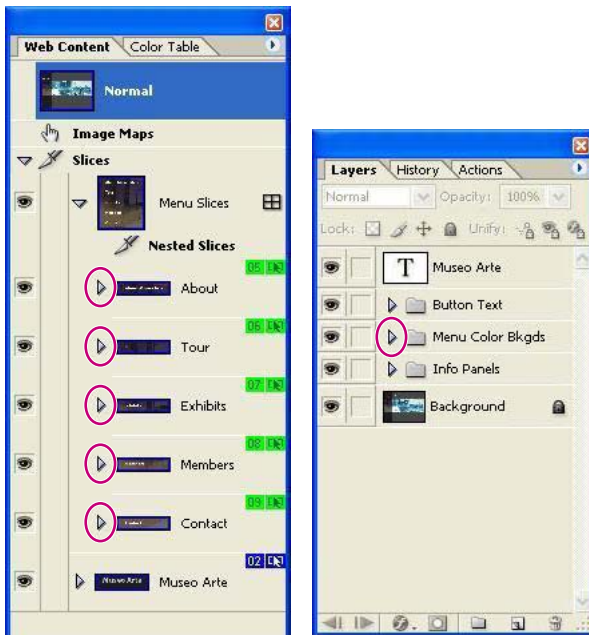 Web Content Color Table
Normal
Image Maps
Slices
Menu Slices
Nested Slices
05
About
06
Tour
07
Exhibits
08
Members
09
Contact
02
Museo Arte
Museo Arte
Layers History Actions
Normal Opacity: 100%
Lock: Unify:
T Museo Arte
Button Text
Menu Color Bkgds
Info Panels
Background